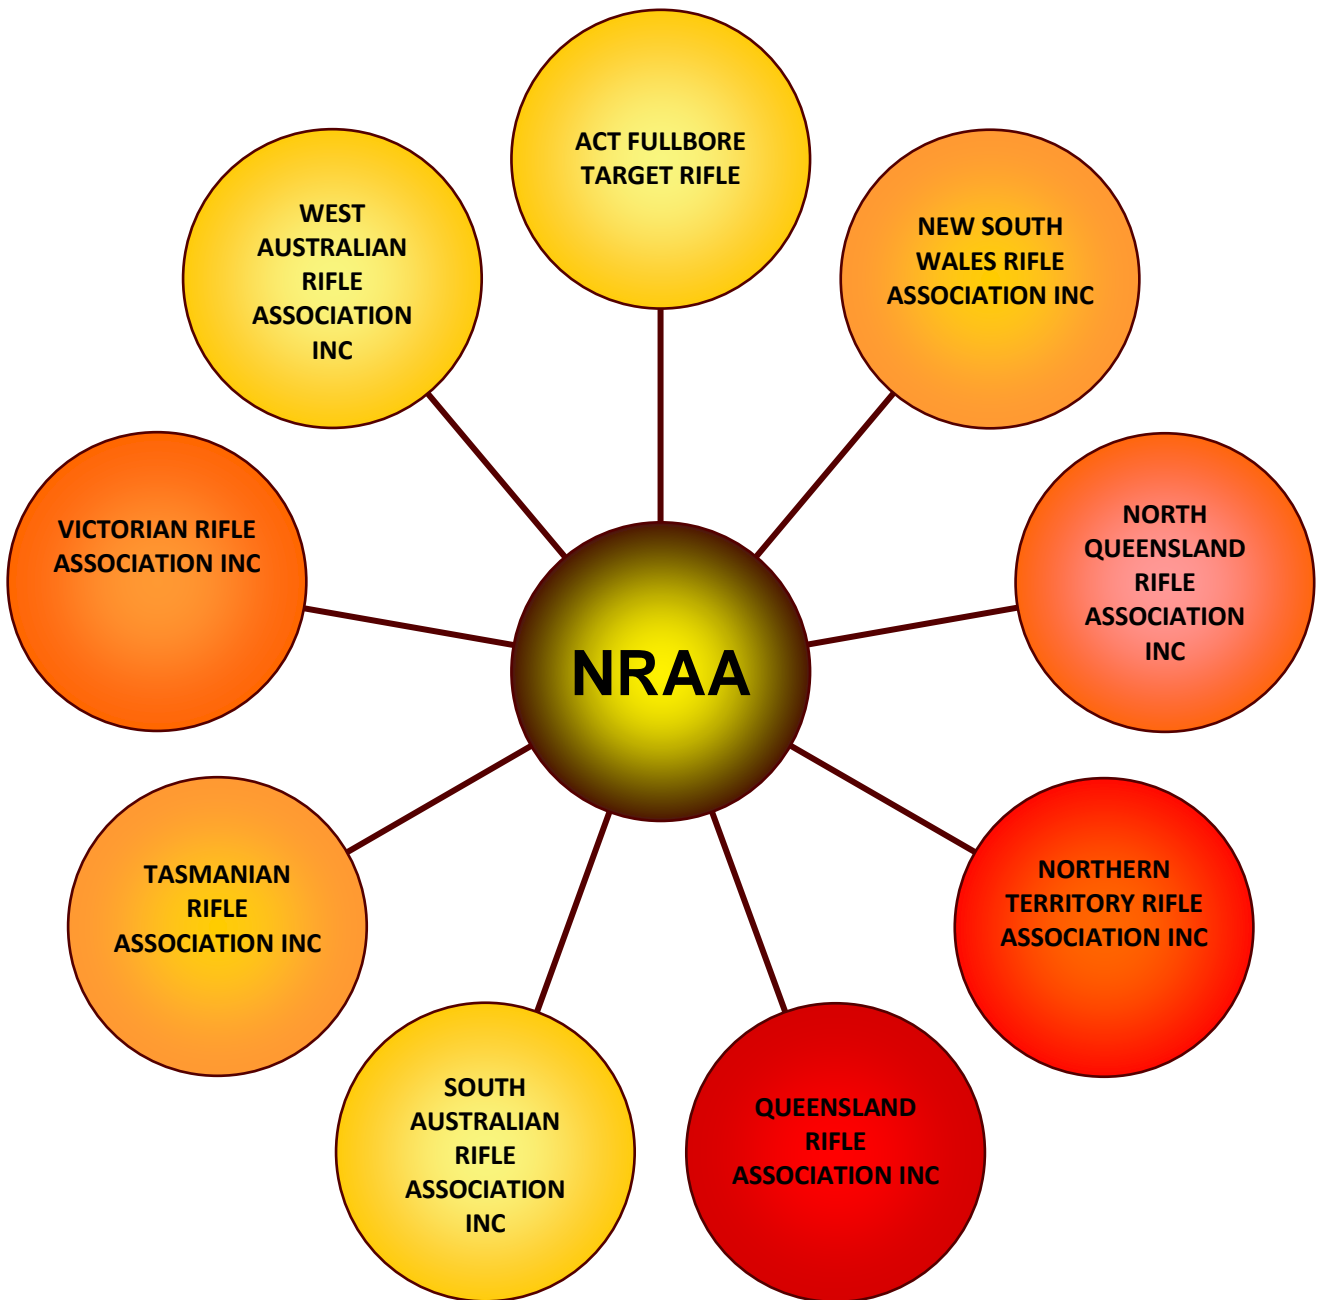 ACT FULLBORE
TARGET RIFLE
NEW SOUTH
WALES RIFLE
ASSOCIATION INC
NORTH
QUEENSLAND
RIFLE
ASSOCIATION
INC
NORTHERN
TERRITORY RIFLE
ASSOCIATION INC
QUEENSLAND
RIFLE
ASSOCIATION INC
SOUTH
AUSTRALIAN
RIFLE
ASSOCIATION
INC
TASMANIAN
RIFLE
ASSOCIATION INC
VICTORIAN RIFLE
ASSOCIATION INC
WEST
AUSTRALIAN
RIFLE
ASSOCIATION
INC
NRAA